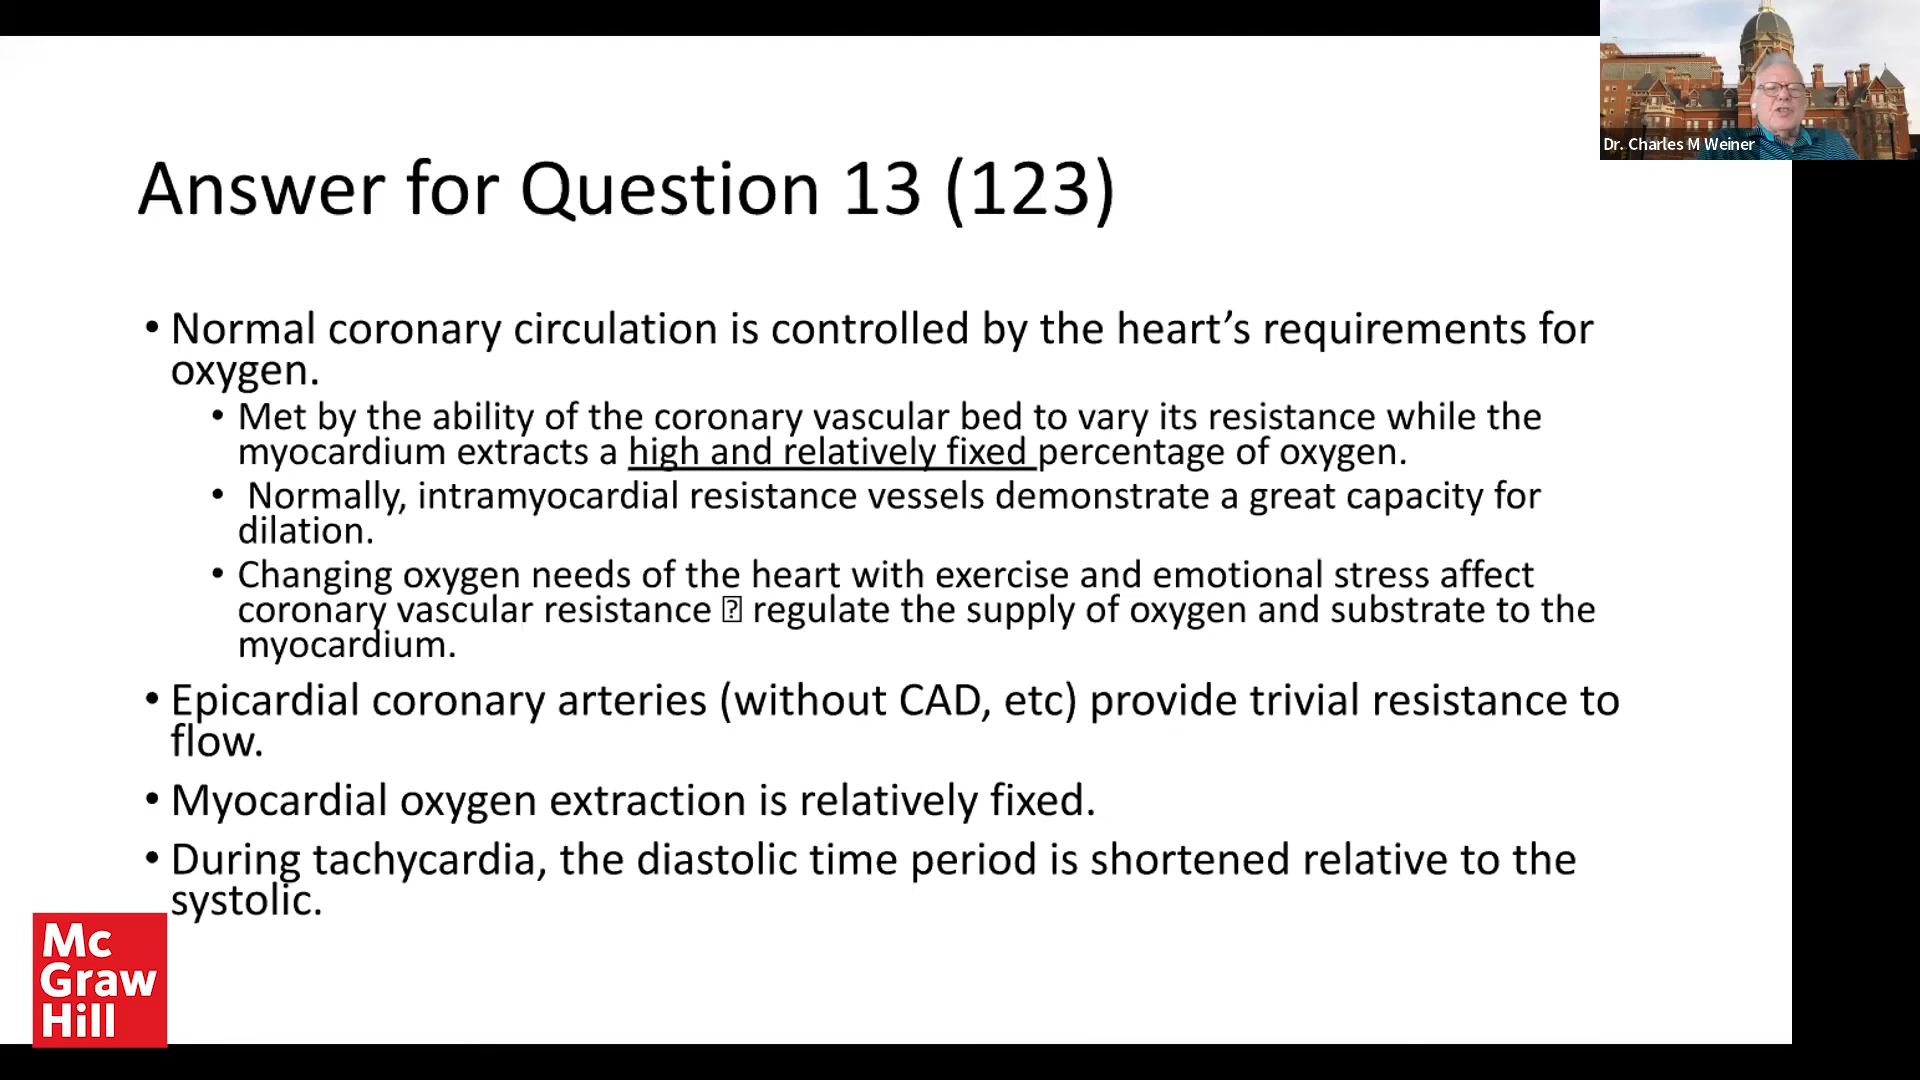 Dr. Charles M Weiner
Answer for Question 13 (123)
• Normal coronary circulation is controlled by the heart’s requirements for
oxygen.
• Met by the ability of the coronary vascular bed to vary its resistance while the
myocardium extracts a high and relatively fixed percentage of oxygen.
• Normally, intramyocardial resistance vessels demonstrate a great capacity for
dilation.
• Changing oxygen needs of the heart with exercise and emotional stress affect
coronary vascular resistance ⍰ regulate the supply of oxygen and substrate to the
myocardium.
• Epicardial coronary arteries (without CAD, etc) provide trivial resistance to
flow.
• Myocardial oxygen extraction is relatively fixed.
• During tachycardia, the diastolic time period is shortened relative to the
systolic.
Mc
Graw
Hill